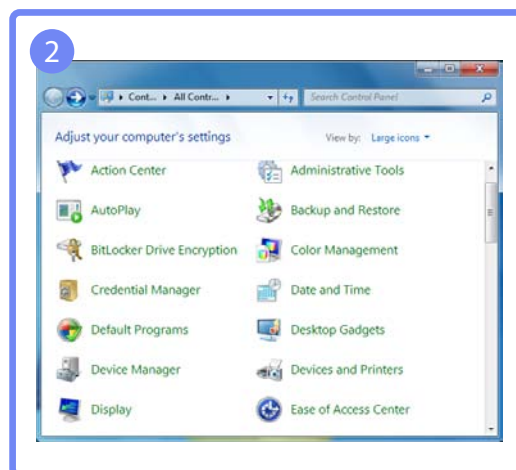 2
Cont... All Contr...
Search Control Panel
Adjust your computer's settings
View by: Large icons
Action Center
Administrative Tools
AutoPlay
Backup and Restore
BitLocker Drive Encryption
Color Management
Credential Manager
Date and Time
Default Programs
Desktop Gadgets
Device Manager
Devices and Printers
Display
Ease of Access Center